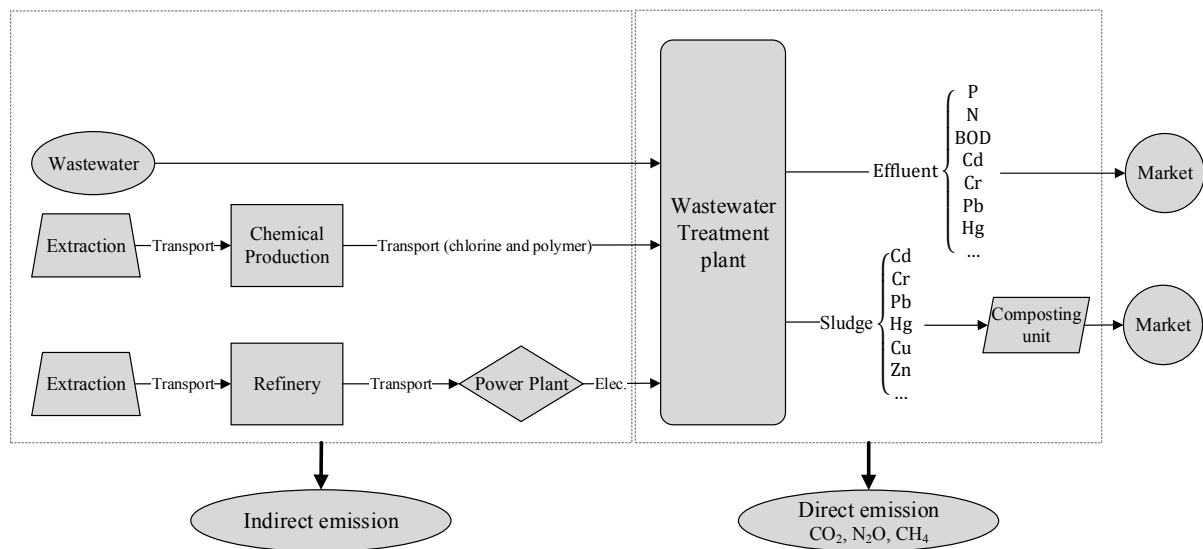 Wastewater
Extraction
Transport
Chemical
Production
Transport (chlorine and polymer)
Extraction
Transport
Refinery
Transport
Power Plant
Elec.
Wastewater
Treatment
plant
Effluent
P
N
BOD
Cd
Cr
Pb
Hg
...
Market
Sludge
Cd
Cr
Pb
Hg
Cu
Zn
...
Composting
unit
Market
Indirect emission
Direct emission
CO₂, N₂O, CH₄